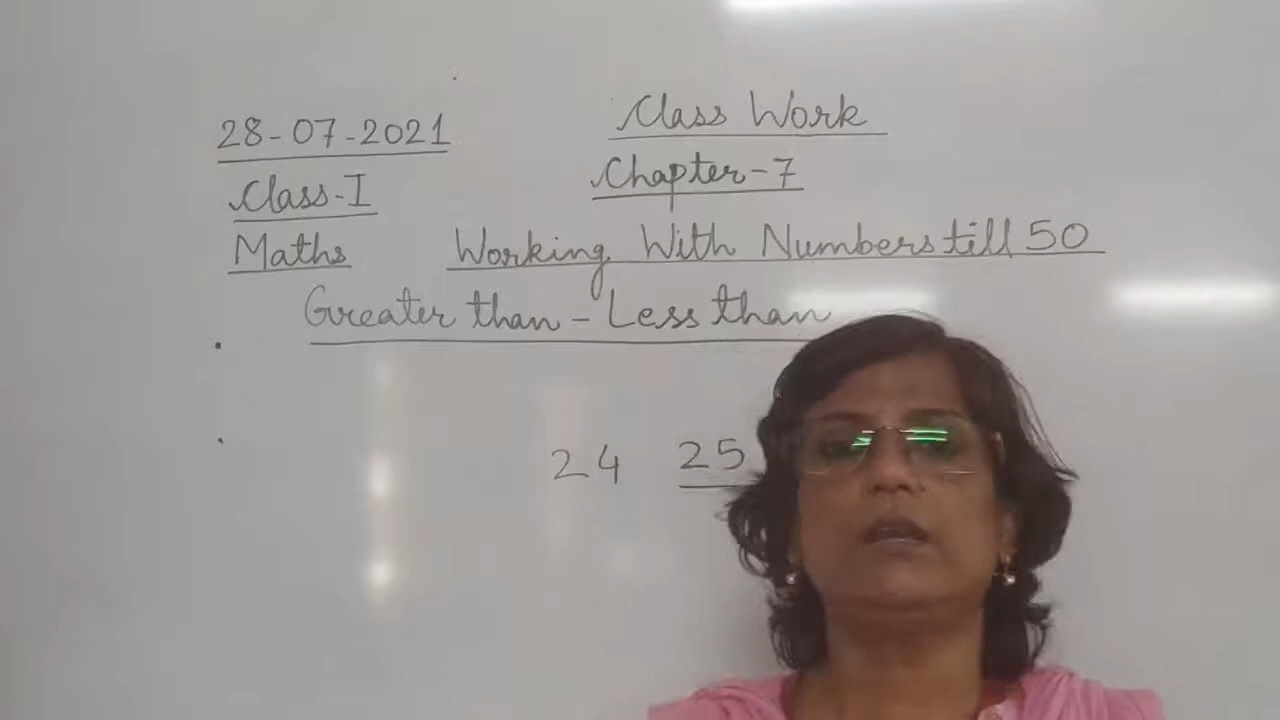 28-07-2021 Class Work
Class-I Chapter-7
Maths Working With Numbers till 50
Greater than - Less than
24 25